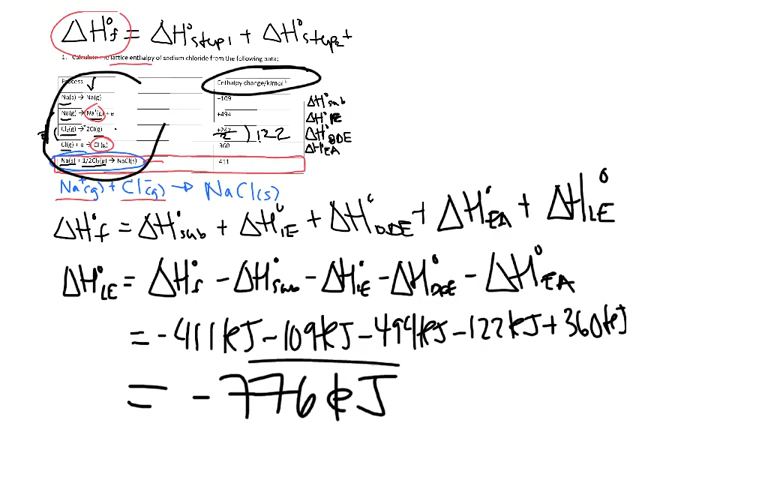 ΔH°f = ΔH°step1 + ΔH°step2+
1. Calculate the lattice enthalpy of sodium chloride from the following data:
Process Enthalpy change/kJmol⁻¹
Na(s) → Na(g) +109 ΔH°sub
Na(g) → Na⁺(g) + e +494 ΔH°IE
½ ( Cl₂(g) → 2Cl(g) ) 122 ΔH°BDE
Cl(g) + e → Cl⁻(g) 360 ΔH°EA
Na(s) + 1/2Cl₂(g) → NaCl(s) 411
Na⁺(g) + Cl⁻(g) → NaCl(s)
ΔH°f = ΔH°sub + ΔH°IE + ΔH°BDE + ΔH°EA + ΔH°LE
ΔH°LE = ΔH°f - ΔH°sub - ΔH°IE - ΔH°BDE - ΔH°EA
= -411kJ - 109kJ - 494kJ - 122kJ + 360kJ
= -776kJ